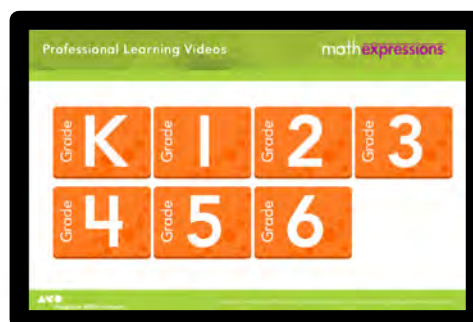 Professional Learning Videos
math expressions
Grade K
Grade 1
Grade 2
Grade 3
Grade 4
Grade 5
Grade 6